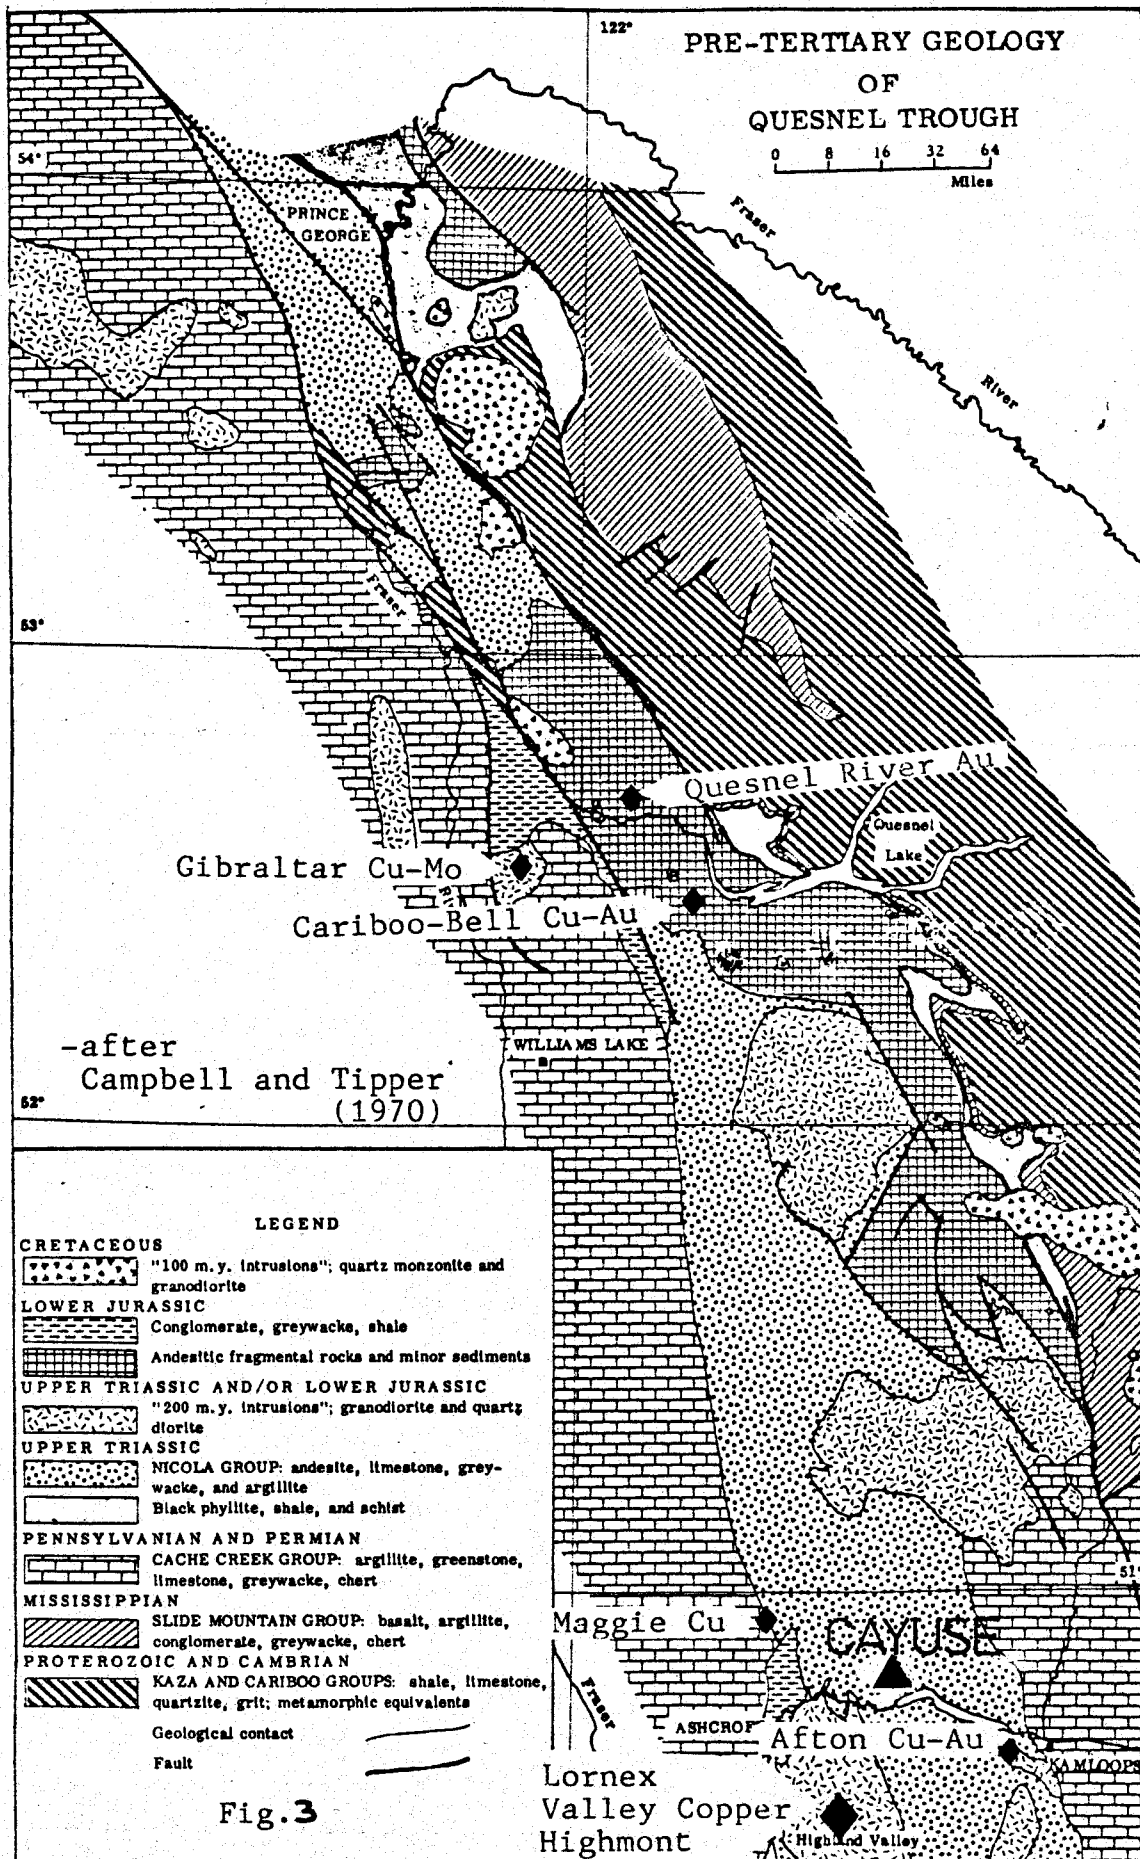 122°
PRE-TERTIARY GEOLOGY
OF
QUESNEL TROUGH
0 8 16 32 64
Miles
54°
PRINCE
GEORGE
Fraser
River
Fraser
53°
Quesnel River Au
Quesnel
Lake
Gibraltar Cu-Mo
Cariboo-Bell Cu-Au
WILLIAMS LAKE
-after
Campbell and Tipper
(1970)
52°
LEGEND
CRETACEOUS
"100 m.y. intrusions"; quartz monzonite and
granodiorite
LOWER JURASSIC
Conglomerate, greywacke, shale
Andesitic fragmental rocks and minor sediments
UPPER TRIASSIC AND/OR LOWER JURASSIC
"200 m.y. intrusions"; granodiorite and quartz
diorite
UPPER TRIASSIC
NICOLA GROUP: andesite, limestone, grey-
wacke, and argillite
Black phyllite, shale, and schist
PENNSYLVANIAN AND PERMIAN
CACHE CREEK GROUP: argillite, greenstone,
limestone, greywacke, chert
MISSISSIPPIAN
SLIDE MOUNTAIN GROUP: basalt, argillite,
conglomerate, greywacke, chert
PROTEROZOIC AND CAMBRIAN
KAZA AND CARIBOO GROUPS: shale, limestone,
quartzite, grit; metamorphic equivalents
Geological contact
Fault
Fig.3
51°
Maggie Cu
CAYUSE
Fraser
ASHCROF
Afton Cu-Au
KAMLOOPS
Lornex
Valley Copper
Highmont
Highland Valley